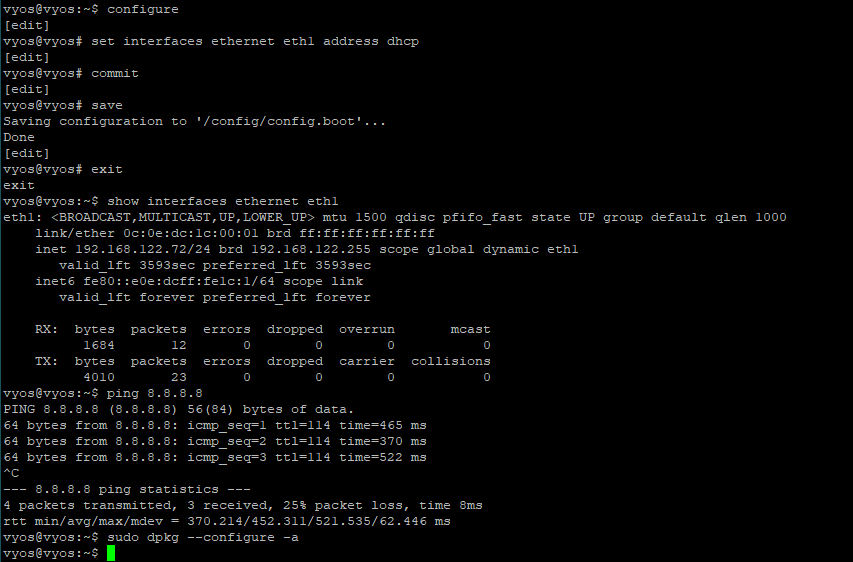 vyos@vyos:~$ configure
[edit]
vyos@vyos# set interfaces ethernet eth1 address dhcp
[edit]
vyos@vyos# commit
[edit]
vyos@vyos# save
Saving configuration to '/config/config.boot'...
Done
[edit]
vyos@vyos# exit
exit
vyos@vyos:~$ show interfaces ethernet eth1
eth1: <BROADCAST,MULTICAST,UP,LOWER_UP> mtu 1500 qdisc pfifo_fast state UP group default qlen 1000
    link/ether 0c:0e:dc:1c:00:01 brd ff:ff:ff:ff:ff:ff
    inet 192.168.122.72/24 brd 192.168.122.255 scope global dynamic eth1
       valid_lft 3593sec preferred_lft 3593sec
    inet6 fe80::e0e:dcff:fe1c:1/64 scope link
       valid_lft forever preferred_lft forever
    RX:  bytes  packets  errors  dropped  overrun       mcast
          1684       12       0        0        0           0
    TX:  bytes  packets  errors  dropped  carrier  collisions
          4010       23       0        0        0           0
vyos@vyos:~$ ping 8.8.8.8
PING 8.8.8.8 (8.8.8.8) 56(84) bytes of data.
64 bytes from 8.8.8.8: icmp_seq=1 ttl=114 time=465 ms
64 bytes from 8.8.8.8: icmp_seq=2 ttl=114 time=370 ms
64 bytes from 8.8.8.8: icmp_seq=3 ttl=114 time=522 ms
^C
--- 8.8.8.8 ping statistics ---
4 packets transmitted, 3 received, 25% packet loss, time 8ms
rtt min/avg/max/mdev = 370.214/452.311/521.535/62.446 ms
vyos@vyos:~$ sudo dpkg --configure -a
vyos@vyos:~$